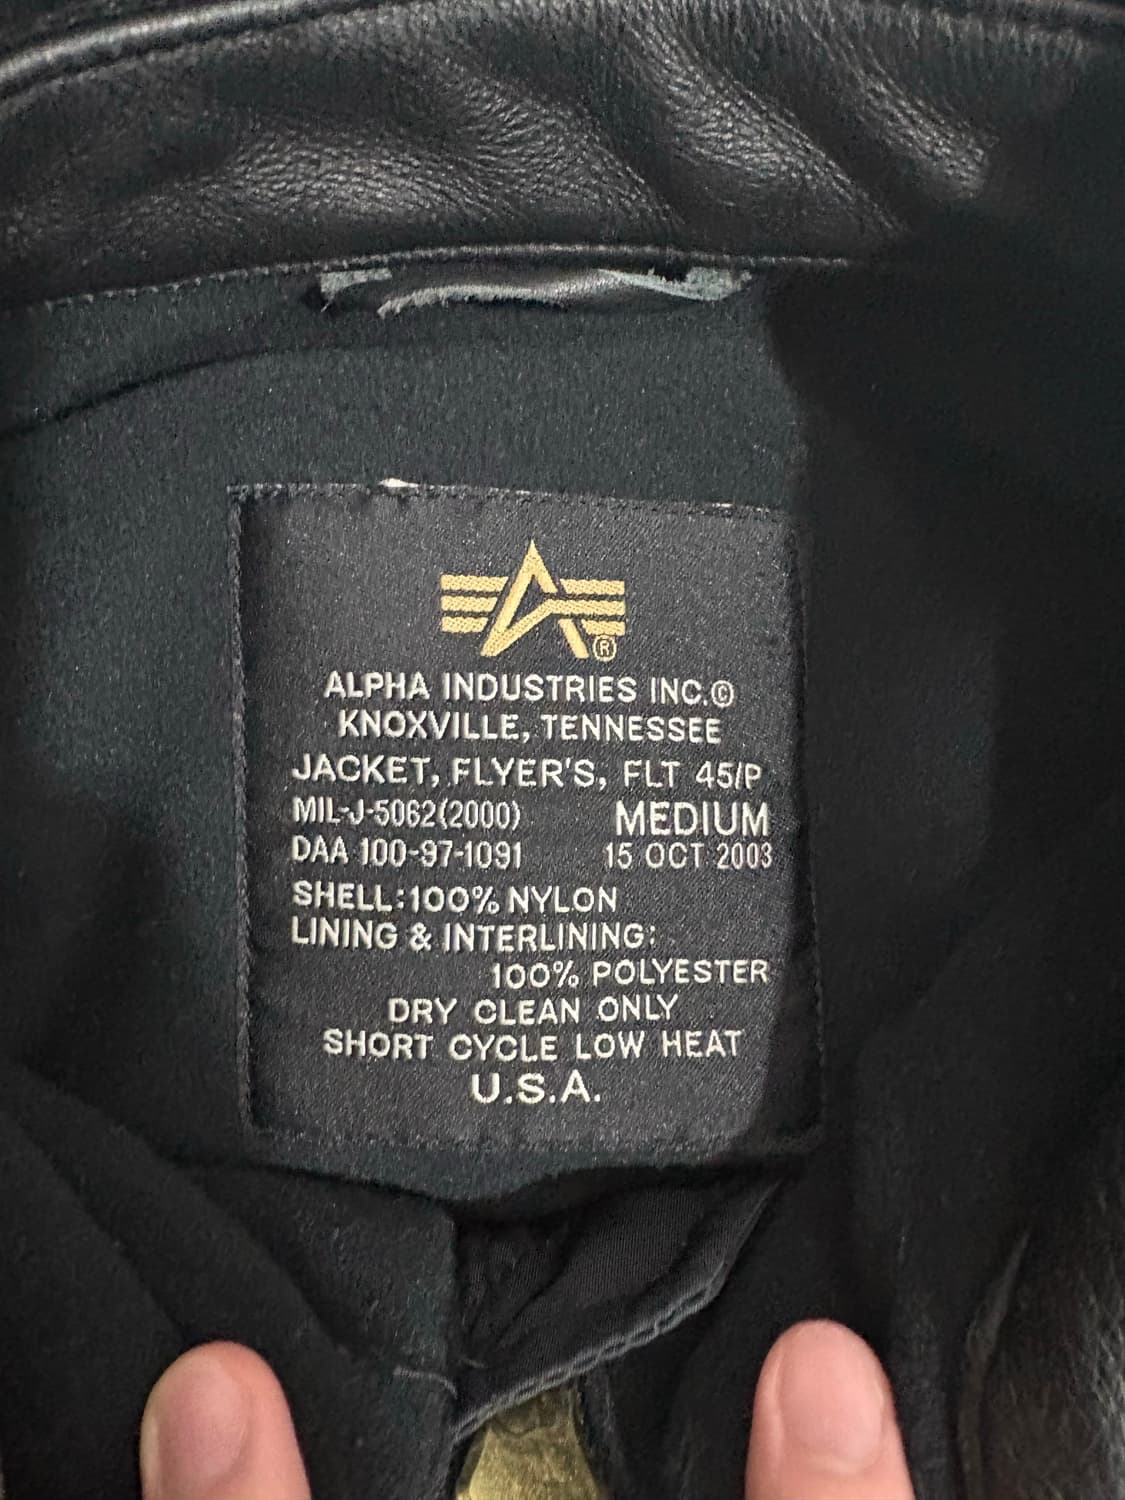 ®
ALPHA INDUSTRIES INC.©
KNOXVILLE, TENNESSEE
JACKET, FLYER'S, FLT 45/P
MIL-J-5062(2000) MEDIUM
DAA 100-97-1091 15 OCT 2003
SHELL:100% NYLON
LINING & INTERLINING:
100% POLYESTER
DRY CLEAN ONLY
SHORT CYCLE LOW HEAT
U.S.A.